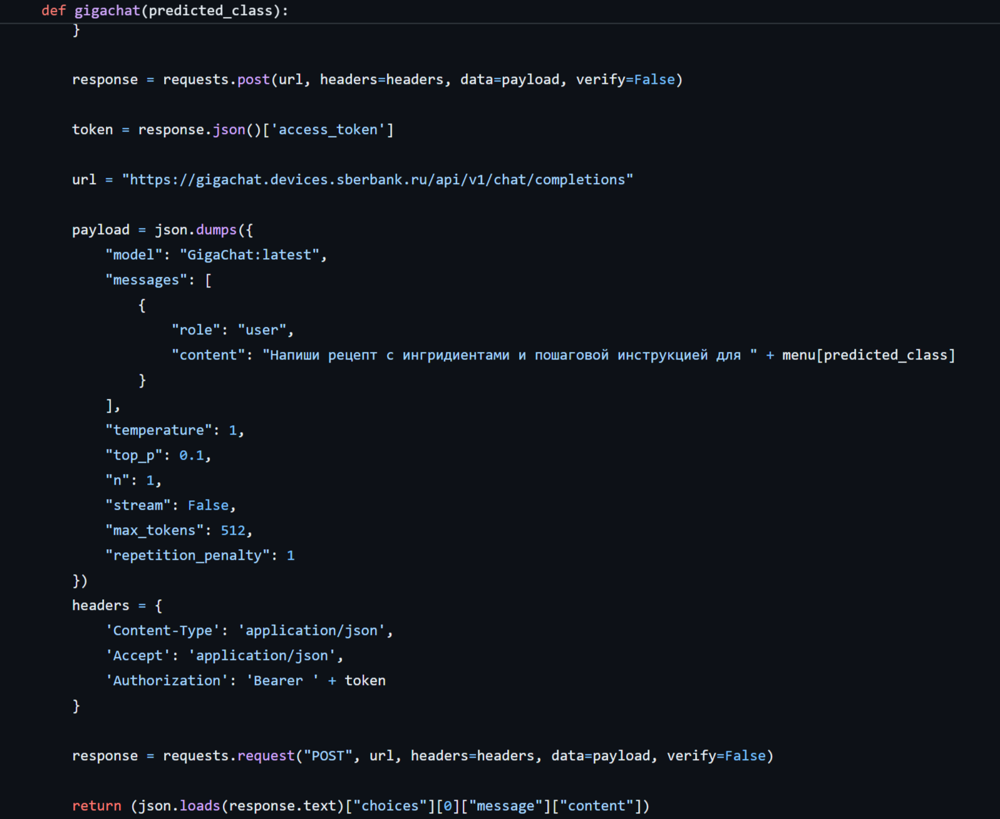 def gigachat(predicted_class):
}
response = requests.post(url, headers=headers, data=payload, verify=False)
token = response.json()['access_token']
url = "https://gigachat.devices.sberbank.ru/api/v1/chat/completions"
payload = json.dumps({
"model": "GigaChat:latest",
"messages": [
{
"role": "user",
"content": "Напиши рецепт с ингридиентами и пошаговой инструкцией для " + menu[predicted_class]
}
],
"temperature": 1,
"top_p": 0.1,
"n": 1,
"stream": False,
"max_tokens": 512,
"repetition_penalty": 1
})
headers = {
'Content-Type': 'application/json',
'Accept': 'application/json',
'Authorization': 'Bearer ' + token
}
response = requests.request("POST", url, headers=headers, data=payload, verify=False)
return (json.loads(response.text)["choices"][0]["message"]["content"])